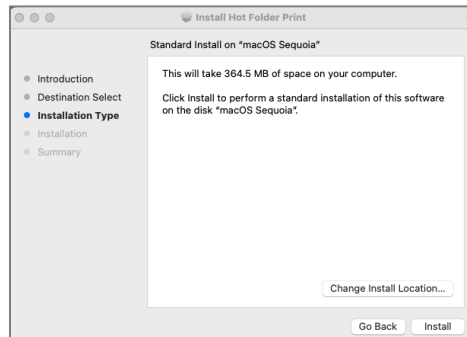 Install Hot Folder Print
Standard Install on “macOS Sequoia”
Introduction
Destination Select
Installation Type
Installation
Summary
This will take 364.5 MB of space on your computer.
Click Install to perform a standard installation of this software
on the disk “macOS Sequoia”.
Change Install Location...
Go Back
Install